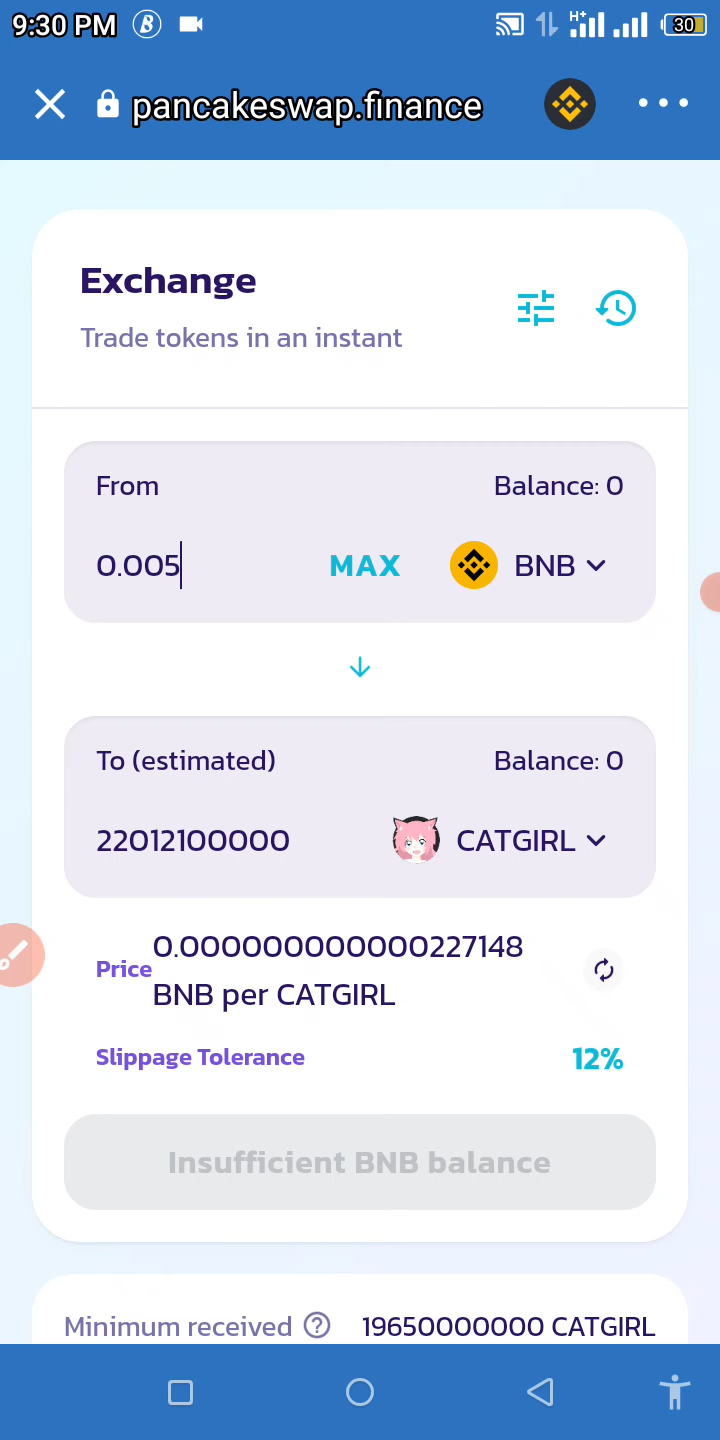 9:30 PM B H+ 30
pancakeswap.finance
Exchange
Trade tokens in an instant
From Balance: 0
0.005 MAX BNB
To (estimated) Balance: 0
22012100000 CATGIRL
Price 0.000000000000227148
BNB per CATGIRL
Slippage Tolerance 12%
Insufficient BNB balance
Minimum received ? 19650000000 CATGIRL